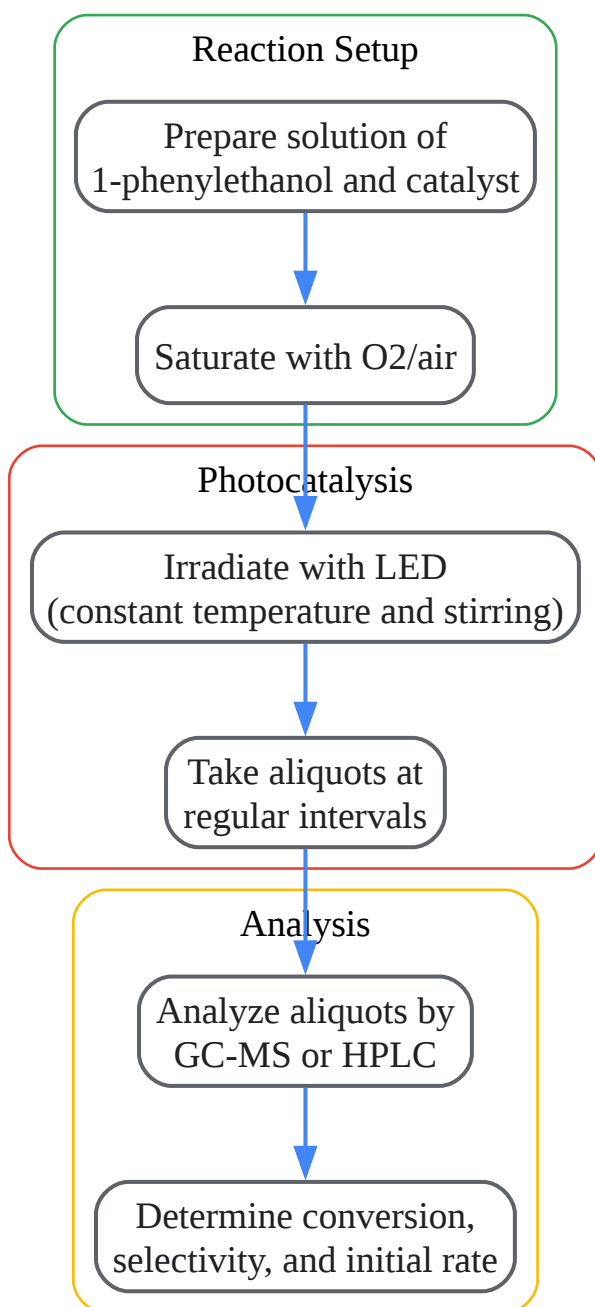 Reaction Setup
Prepare solution of
1-phenylethanol and catalyst
Saturate with O2/air
Photocatalysis
Irradiate with LED
(constant temperature and stirring)
Take aliquots at
regular intervals
Analysis
Analyze aliquots by
GC-MS or HPLC
Determine conversion,
selectivity, and initial rate